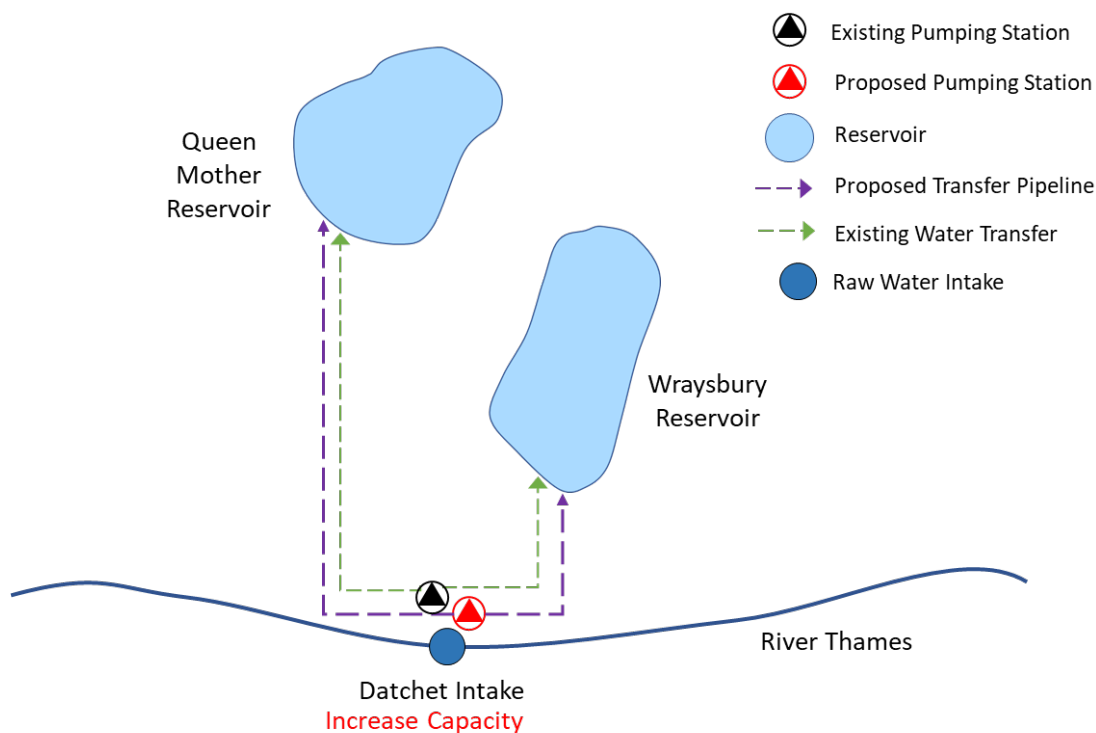 Existing Pumping Station
Proposed Pumping Station
Reservoir
Proposed Transfer Pipeline
Existing Water Transfer
Raw Water Intake
Queen
Mother
Reservoir
Wraysbury
Reservoir
River Thames
Datchet Intake
Increase Capacity